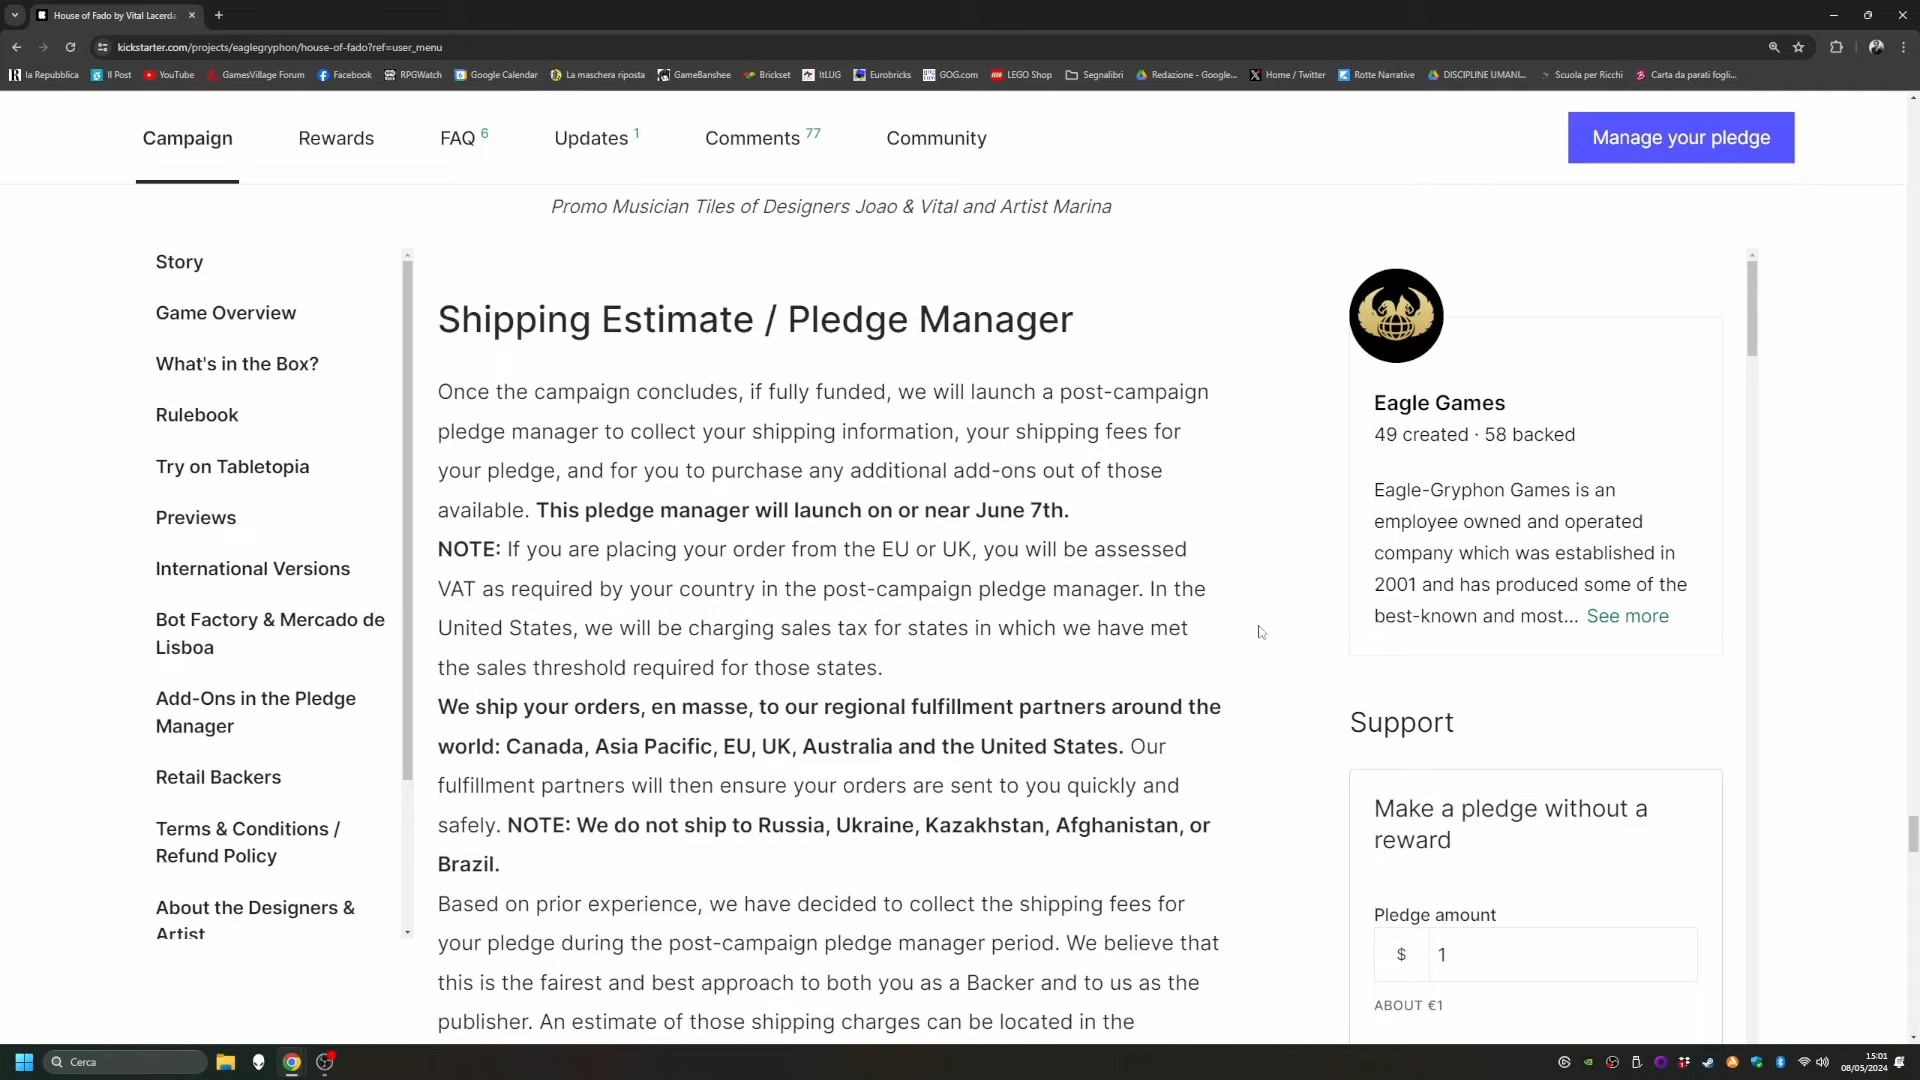 House of Fado by Vital Lacerda
kickstarter.com/projects/eaglegryphon/house-of-fado?ref=user_menu
la Repubblica
Il Post
YouTube
GamesVillage Forum
Facebook
RPGWatch
Google Calendar
La maschera riposta
GameBanshee
Brickset
ItLUG
Eurobricks
GOG.com
LEGO Shop
Segnalibri
Redazione - Google...
Home / Twitter
Rotte Narrative
DISCIPLINE UMANI...
Scuola per Ricchi
Carta da parati fogli...
Campaign
Rewards
FAQ 6
Updates 1
Comments 77
Community
Manage your pledge
Promo Musician Tiles of Designers Joao & Vital and Artist Marina
Story
Game Overview
What's in the Box?
Rulebook
Try on Tabletopia
Previews
International Versions
Bot Factory & Mercado de
Lisboa
Add-Ons in the Pledge
Manager
Retail Backers
Terms & Conditions /
Refund Policy
About the Designers &
Artist
Shipping Estimate / Pledge Manager
Once the campaign concludes, if fully funded, we will launch a post-campaign
pledge manager to collect your shipping information, your shipping fees for
your pledge, and for you to purchase any additional add-ons out of those
available. This pledge manager will launch on or near June 7th.
NOTE: If you are placing your order from the EU or UK, you will be assessed
VAT as required by your country in the post-campaign pledge manager. In the
United States, we will be charging sales tax for states in which we have met
the sales threshold required for those states.
We ship your orders, en masse, to our regional fulfillment partners around the
world: Canada, Asia Pacific, EU, UK, Australia and the United States. Our
fulfillment partners will then ensure your orders are sent to you quickly and
safely. NOTE: We do not ship to Russia, Ukraine, Kazakhstan, Afghanistan, or
Brazil.
Based on prior experience, we have decided to collect the shipping fees for
your pledge during the post-campaign pledge manager period. We believe that
this is the fairest and best approach to both you as a Backer and to us as the
publisher. An estimate of those shipping charges can be located in the
Eagle Games
49 created · 58 backed
Eagle-Gryphon Games is an
employee owned and operated
company which was established in
2001 and has produced some of the
best-known and most... See more
Support
Make a pledge without a
reward
Pledge amount
$ 1
ABOUT €1
Cerca
15:01
08/05/2024